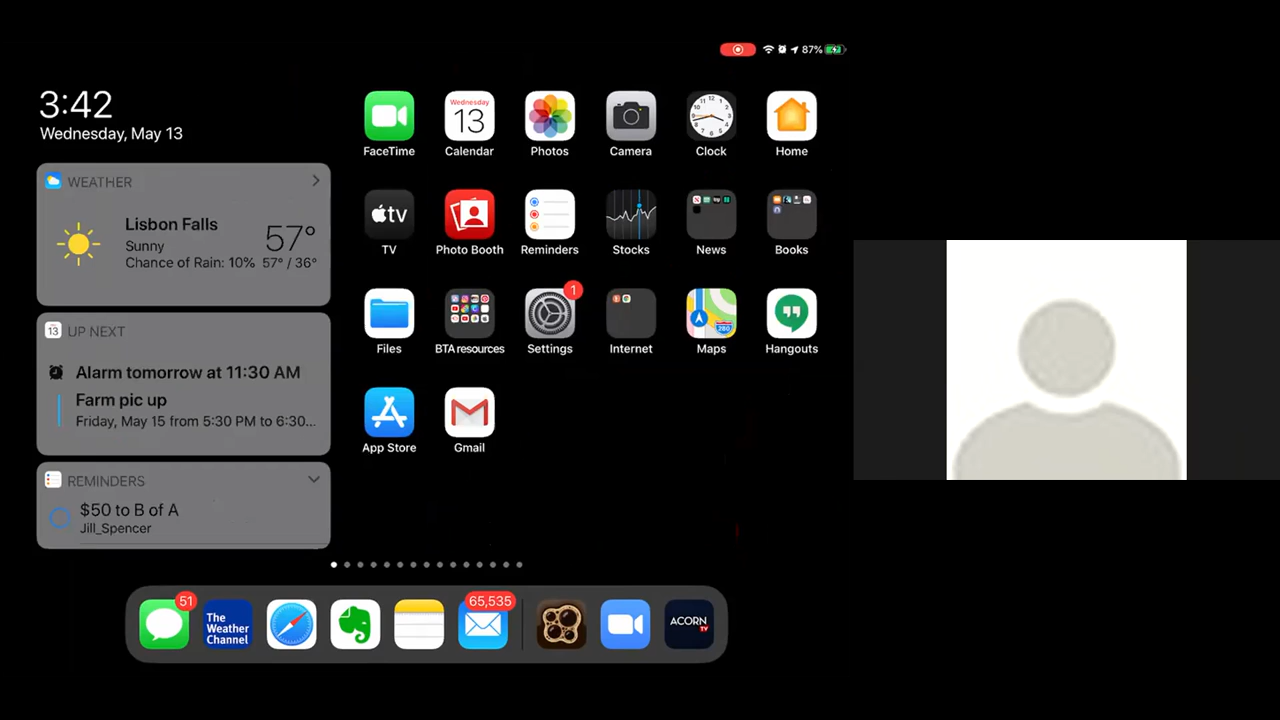 87%
3:42
Wednesday, May 13
WEATHER
Lisbon Falls
Sunny
57°
Chance of Rain: 10% 57° / 36°
13 UP NEXT
Alarm tomorrow at 11:30 AM
Farm pic up
Friday, May 15 from 5:30 PM to 6:30...
REMINDERS
$50 to B of A
Jill_Spencer
Wednesday
13
FaceTime Calendar Photos Camera Clock Home
tv
TV Photo Booth Reminders Stocks News Books
1
280
Files BTA resources Settings Internet Maps Hangouts
App Store Gmail
51
The Weather Channel
65,535
ACORN TV